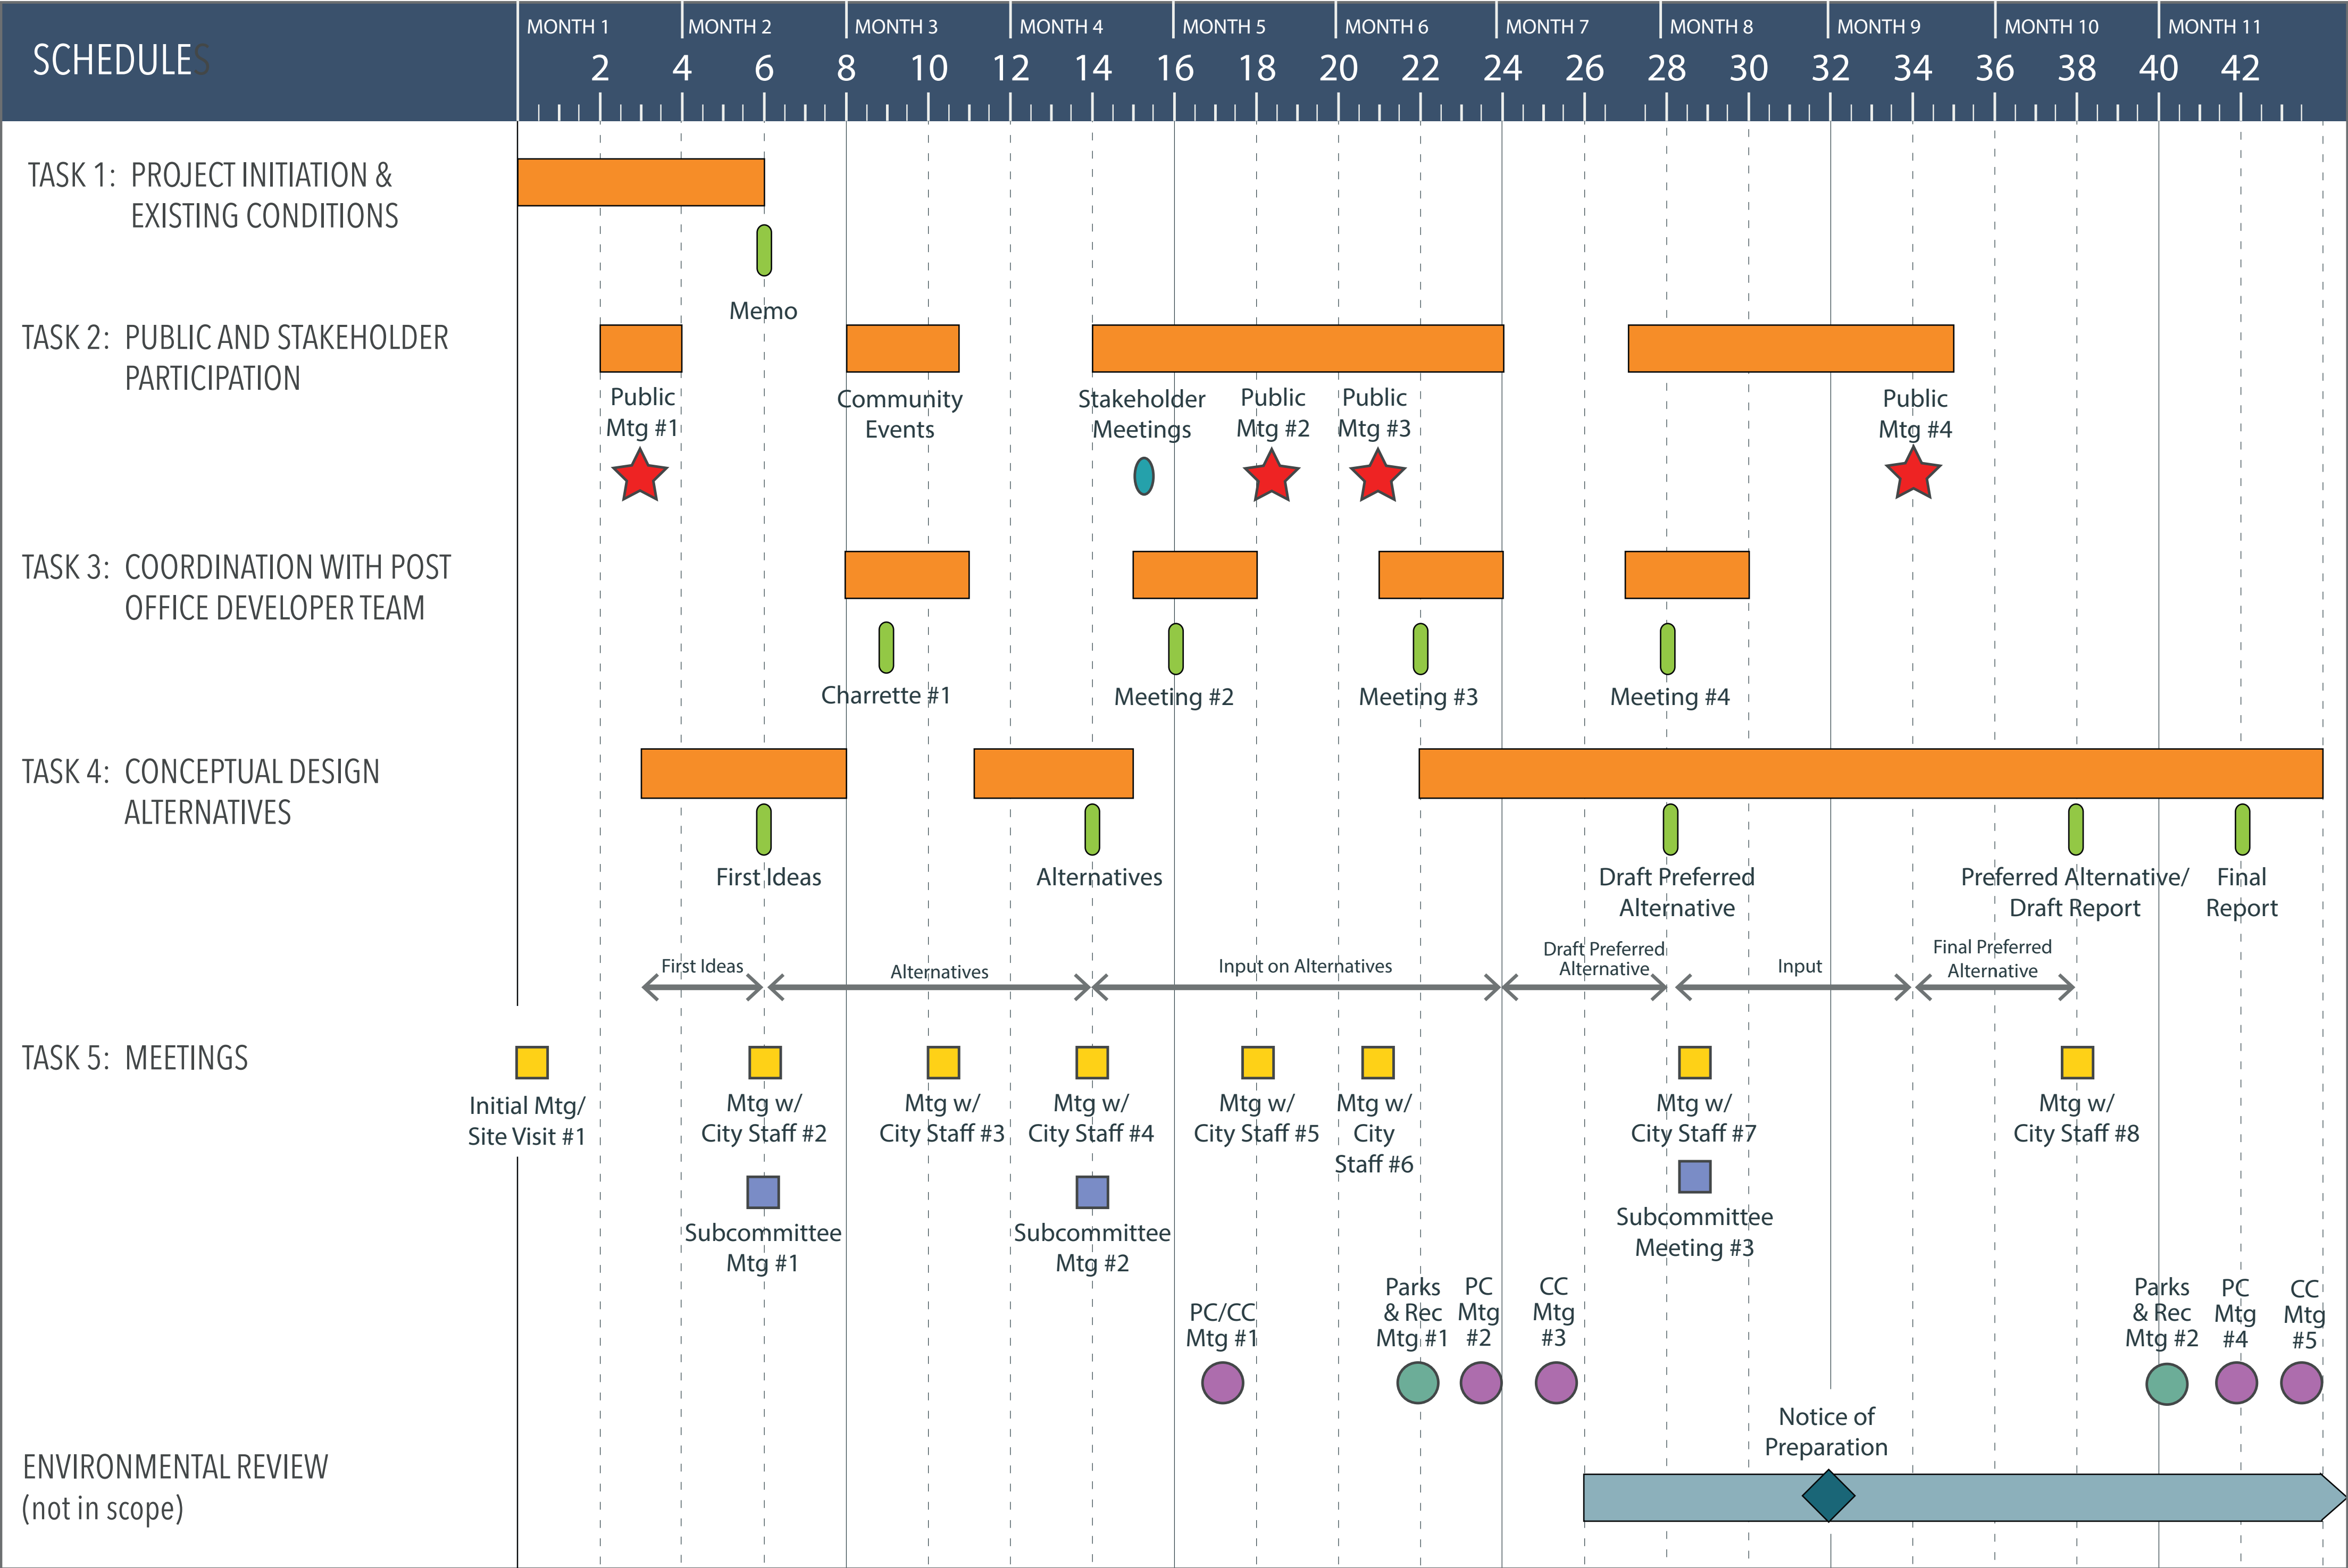 SCHEDULES
MONTH 1 MONTH 2 MONTH 3 MONTH 4 MONTH 5 MONTH 6 MONTH 7 MONTH 8 MONTH 9 MONTH 10 MONTH 11
2 4 6 8 10 12 14 16 18 20 22 24 26 28 30 32 34 36 38 40 42
TASK 1: PROJECT INITIATION &
EXISTING CONDITIONS
Memo
TASK 2: PUBLIC AND STAKEHOLDER
PARTICIPATION
Public
Mtg #1
Community
Events
Stakeholder
Meetings
Public
Mtg #2
Public
Mtg #3
Public
Mtg #4
TASK 3: COORDINATION WITH POST
OFFICE DEVELOPER TEAM
Charrette #1
Meeting #2
Meeting #3
Meeting #4
TASK 4: CONCEPTUAL DESIGN
ALTERNATIVES
First Ideas
Alternatives
Draft Preferred
Alternative
Preferred Alternative/
Draft Report
Final
Report
First Ideas
Alternatives
Input on Alternatives
Draft Preferred
Alternative
Input
Final Preferred
Alternative
TASK 5: MEETINGS
Initial Mtg/
Site Visit #1
Mtg w/
City Staff #2
Mtg w/
City Staff #3
Mtg w/
City Staff #4
Mtg w/
City Staff #5
Mtg w/
City
Staff #6
Mtg w/
City Staff #7
Mtg w/
City Staff #8
Subcommittee
Mtg #1
Subcommittee
Mtg #2
Subcommittee
Meeting #3
PC/CC
Mtg #1
Parks
& Rec
Mtg #1
PC
Mtg
#2
CC
Mtg
#3
Parks
& Rec
Mtg #2
PC
Mtg
#4
CC
Mtg
#5
Notice of
Preparation
ENVIRONMENTAL REVIEW
(not in scope)